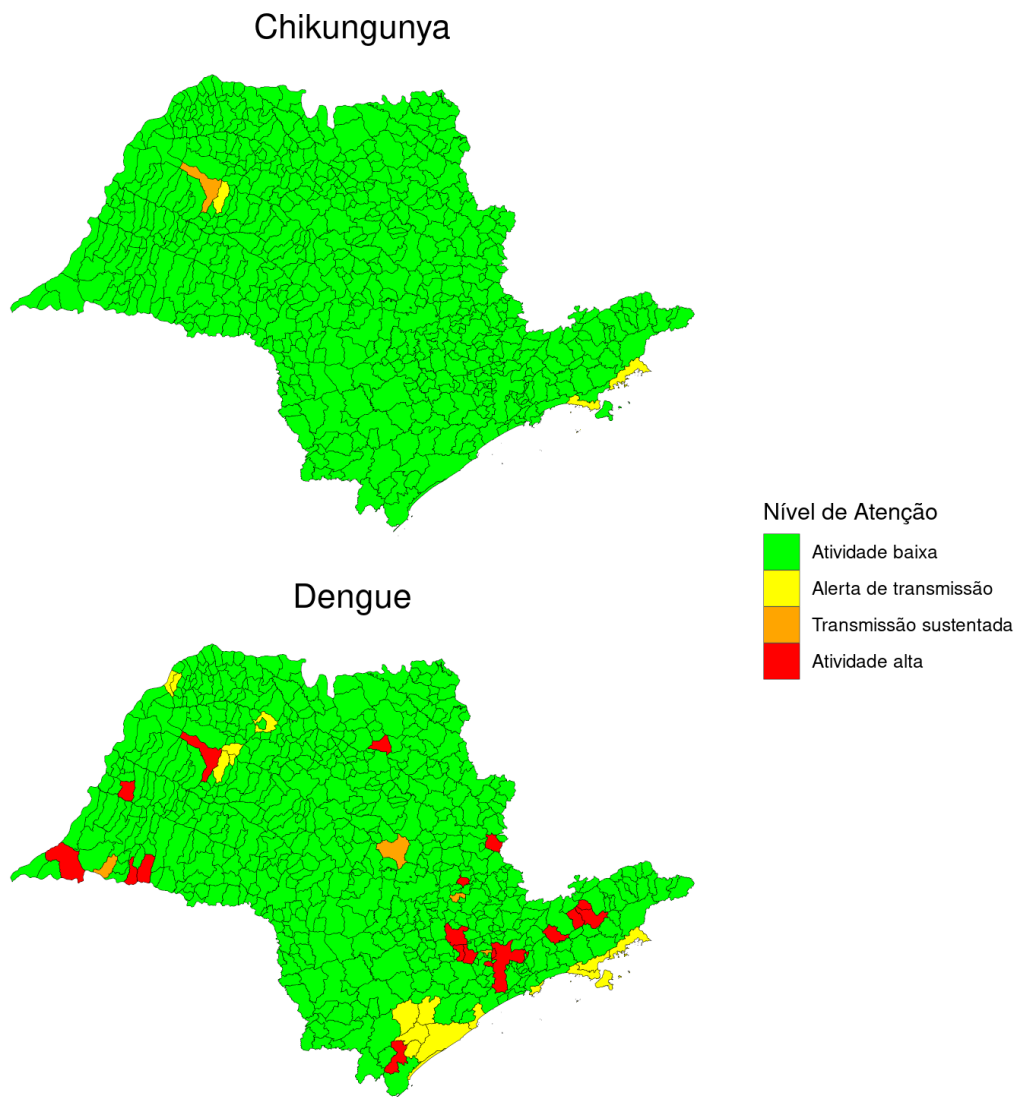 Chikungunya
Nível de Atenção
Atividade baixa
Alerta de transmissão
Transmissão sustentada
Atividade alta
Dengue